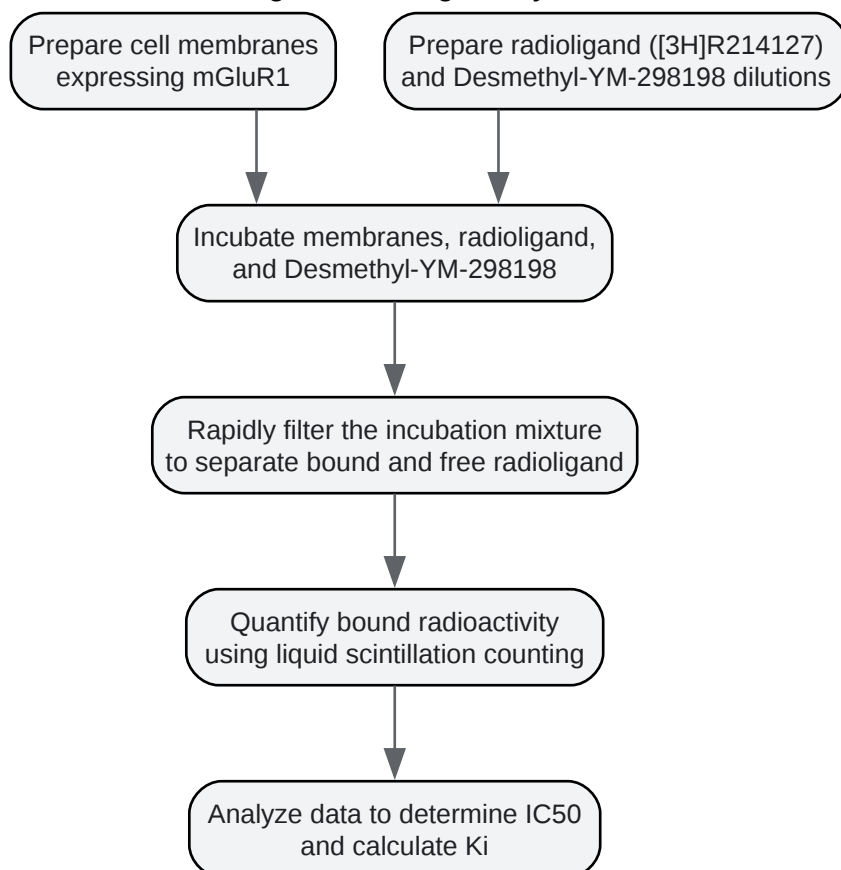 Prepare cell membranes
expressing mGluR1
Prepare radioligand ([3H]R214127)
and Desmethyl-YM-298198 dilutions
Incubate membranes, radioligand,
and Desmethyl-YM-298198
Rapidly filter the incubation mixture
to separate bound and free radioligand
Quantify bound radioactivity
using liquid scintillation counting
Analyze data to determine IC50
and calculate Ki